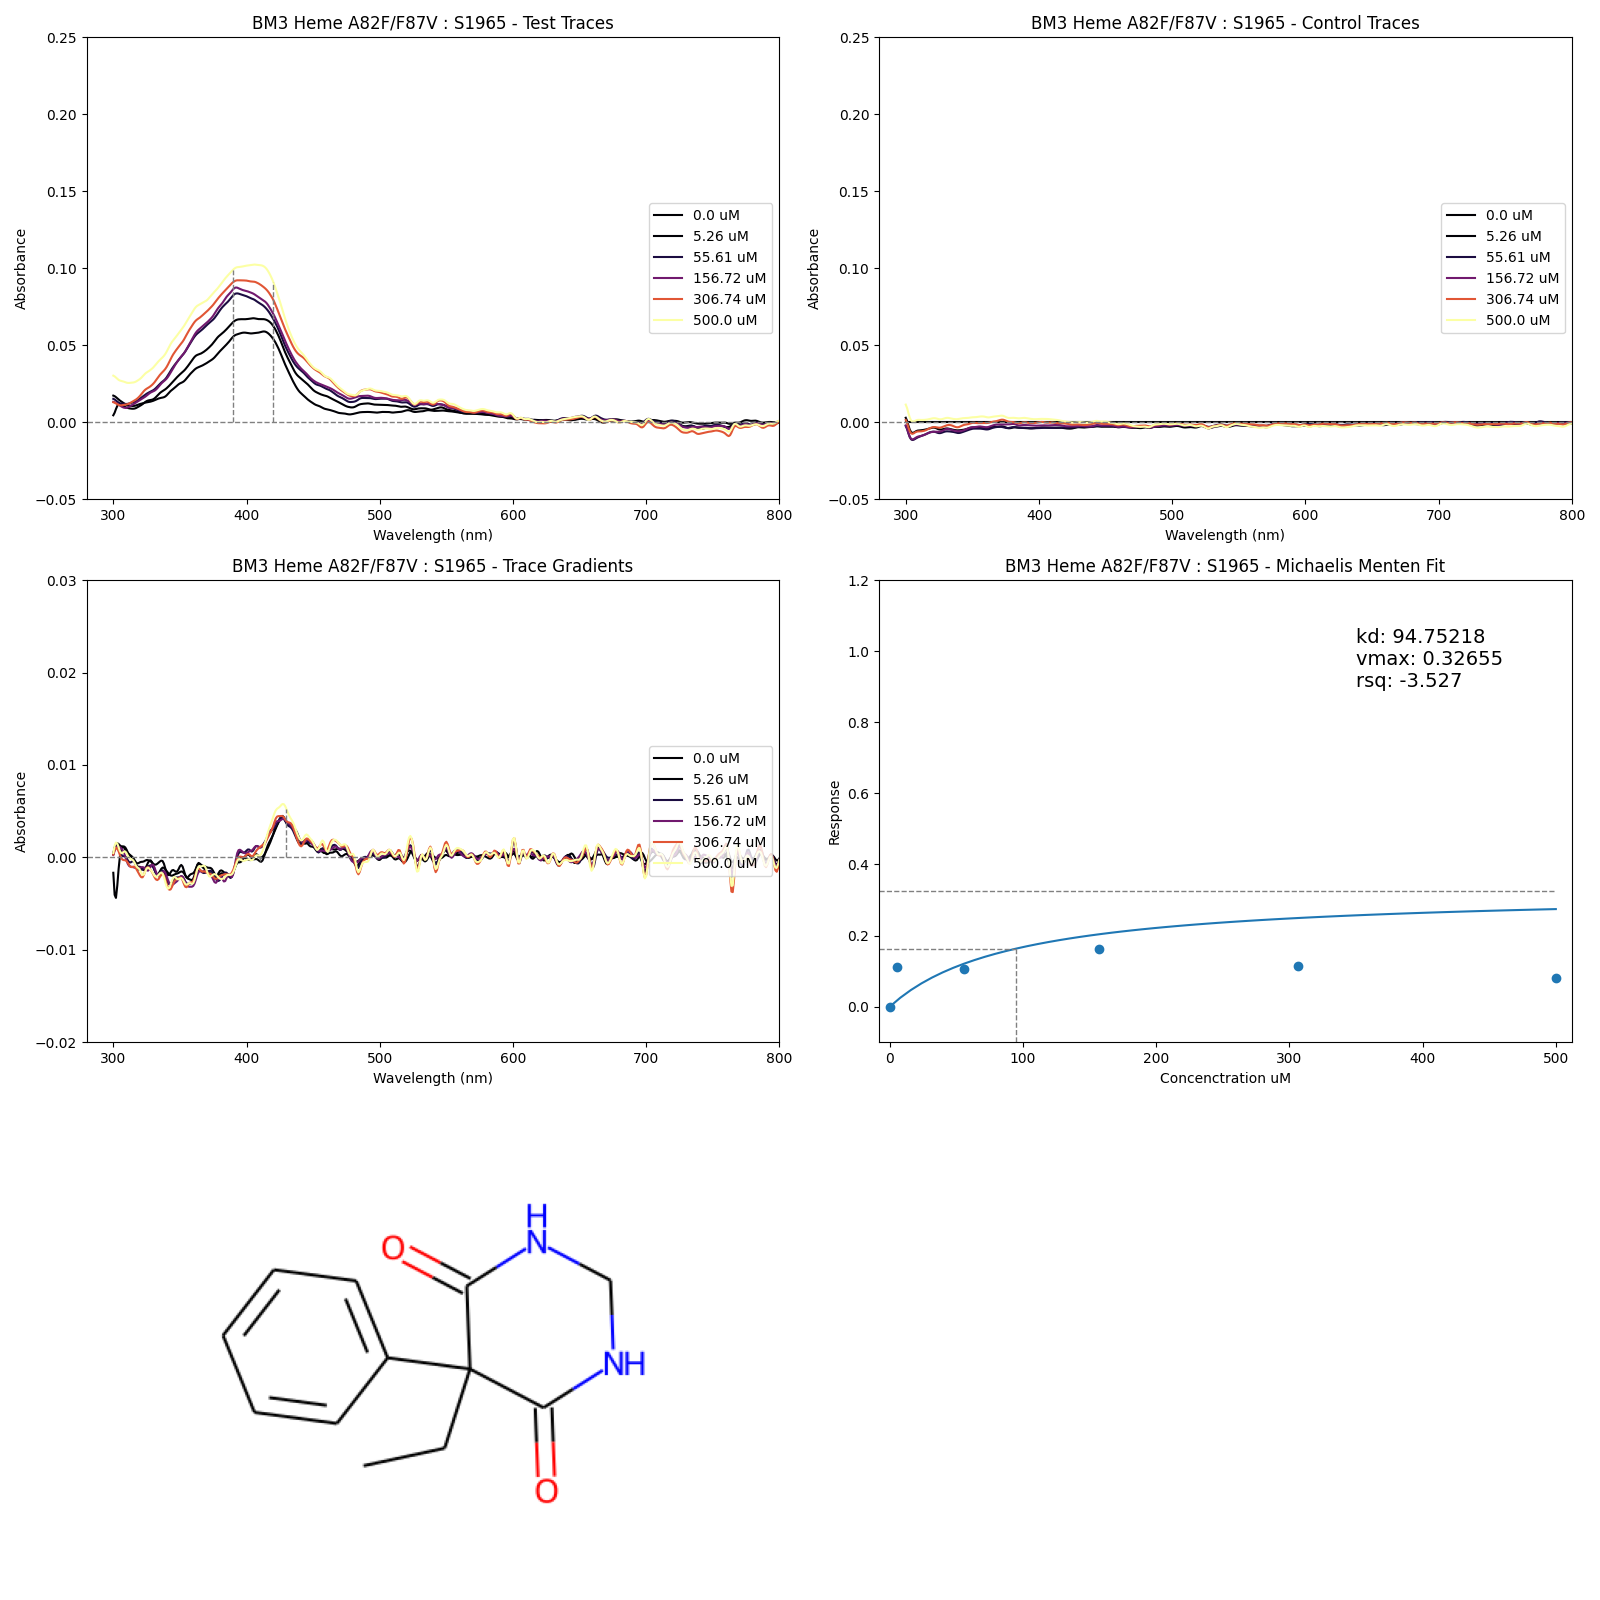 BM3 Heme A82F/F87V : S1965 - Test Traces
0.25
0.20
0.15
0.10
0.05
0.00
−0.05
Absorbance
300 400 500 600 700 800
Wavelength (nm)
0.0 uM
5.26 uM
55.61 uM
156.72 uM
306.74 uM
500.0 uM
BM3 Heme A82F/F87V : S1965 - Control Traces
0.25
0.20
0.15
0.10
0.05
0.00
−0.05
Absorbance
300 400 500 600 700 800
Wavelength (nm)
0.0 uM
5.26 uM
55.61 uM
156.72 uM
306.74 uM
500.0 uM
BM3 Heme A82F/F87V : S1965 - Trace Gradients
0.03
0.02
0.01
0.00
−0.01
−0.02
Absorbance
300 400 500 600 700 800
Wavelength (nm)
0.0 uM
5.26 uM
55.61 uM
156.72 uM
306.74 uM
500.0 uM
BM3 Heme A82F/F87V : S1965 - Michaelis Menten Fit
1.2
1.0
0.8
0.6
0.4
0.2
0.0
Response
0 100 200 300 400 500
Concenctration uM
kd: 94.75218
vmax: 0.32655
rsq: -3.527
H
N
O
NH
O